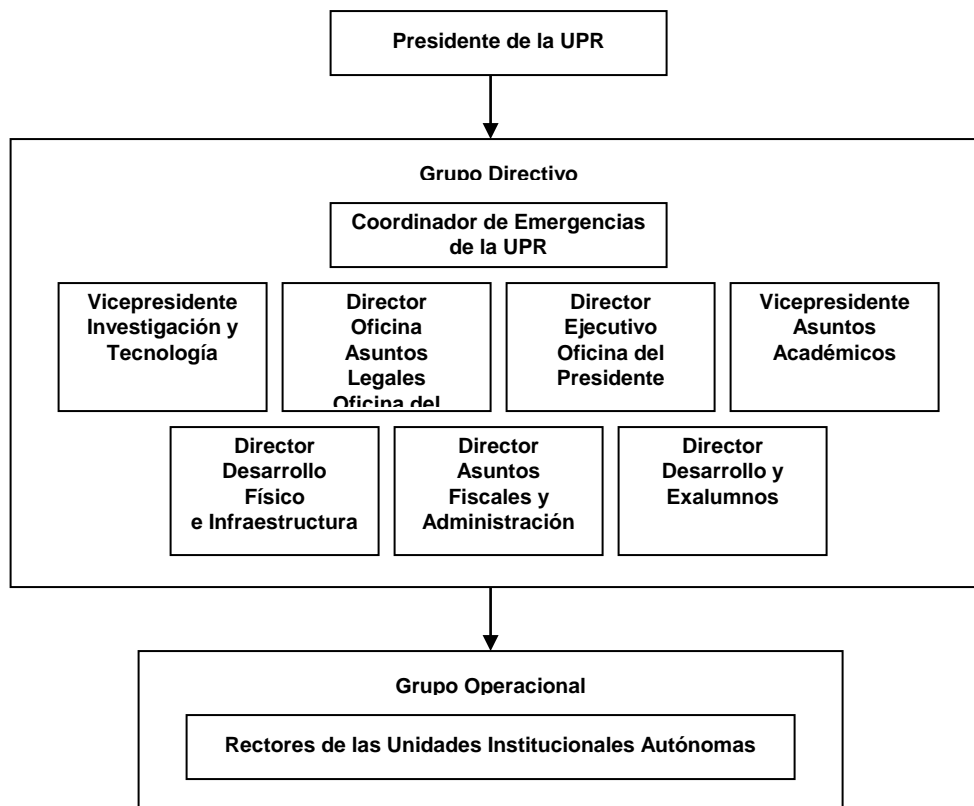 Presidente de la UPR
Grupo Directivo
Coordinador de Emergencias
de la UPR
Vicepresidente
Investigación y
Tecnología
Director
Oficina
Asuntos
Legales
Oficina del
Director
Ejecutivo
Oficina del
Presidente
Vicepresidente
Asuntos
Académicos
Director
Desarrollo
Físico
e Infraestructura
Director
Asuntos
Fiscales y
Administración
Director
Desarrollo y
Exalumnos
Grupo Operacional
Rectores de las Unidades Institucionales Autónomas